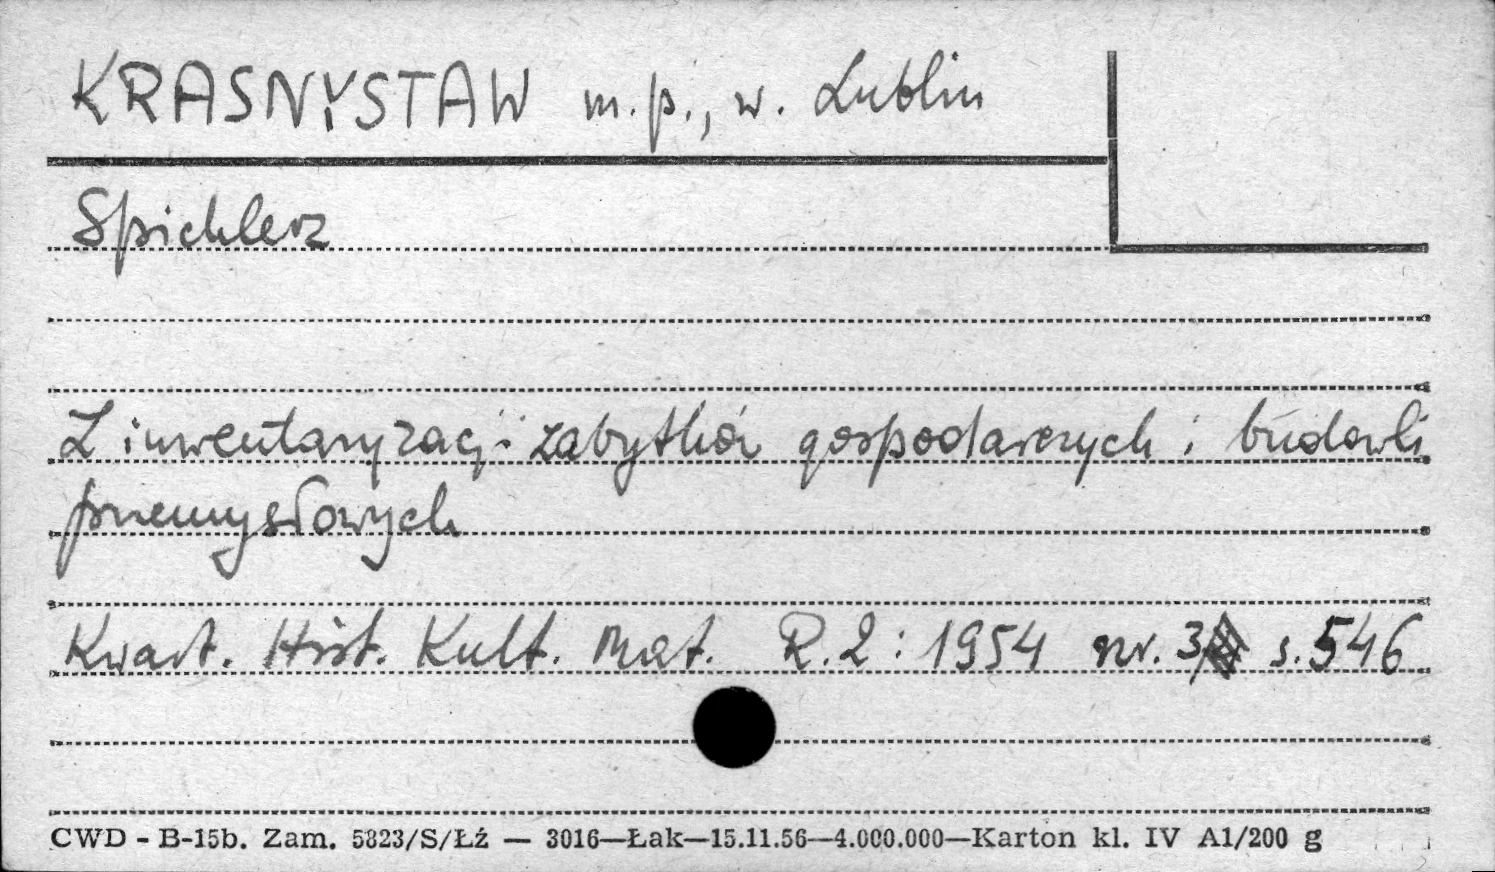 KRASNYSTAW m.p., w. Lublin
Spichlerz
Z inwentaryzacji zabytków gospodarczych i budowli
przemysłowych
Kwart. Hist. Kult. Mat. R.2: 1954 nr. 3 s. 546
CWD - B-15b. Zam. 5823/S/Łź — 3016—Łak—15.11.56—4.000.000—Karton kl. IV A1/200 g